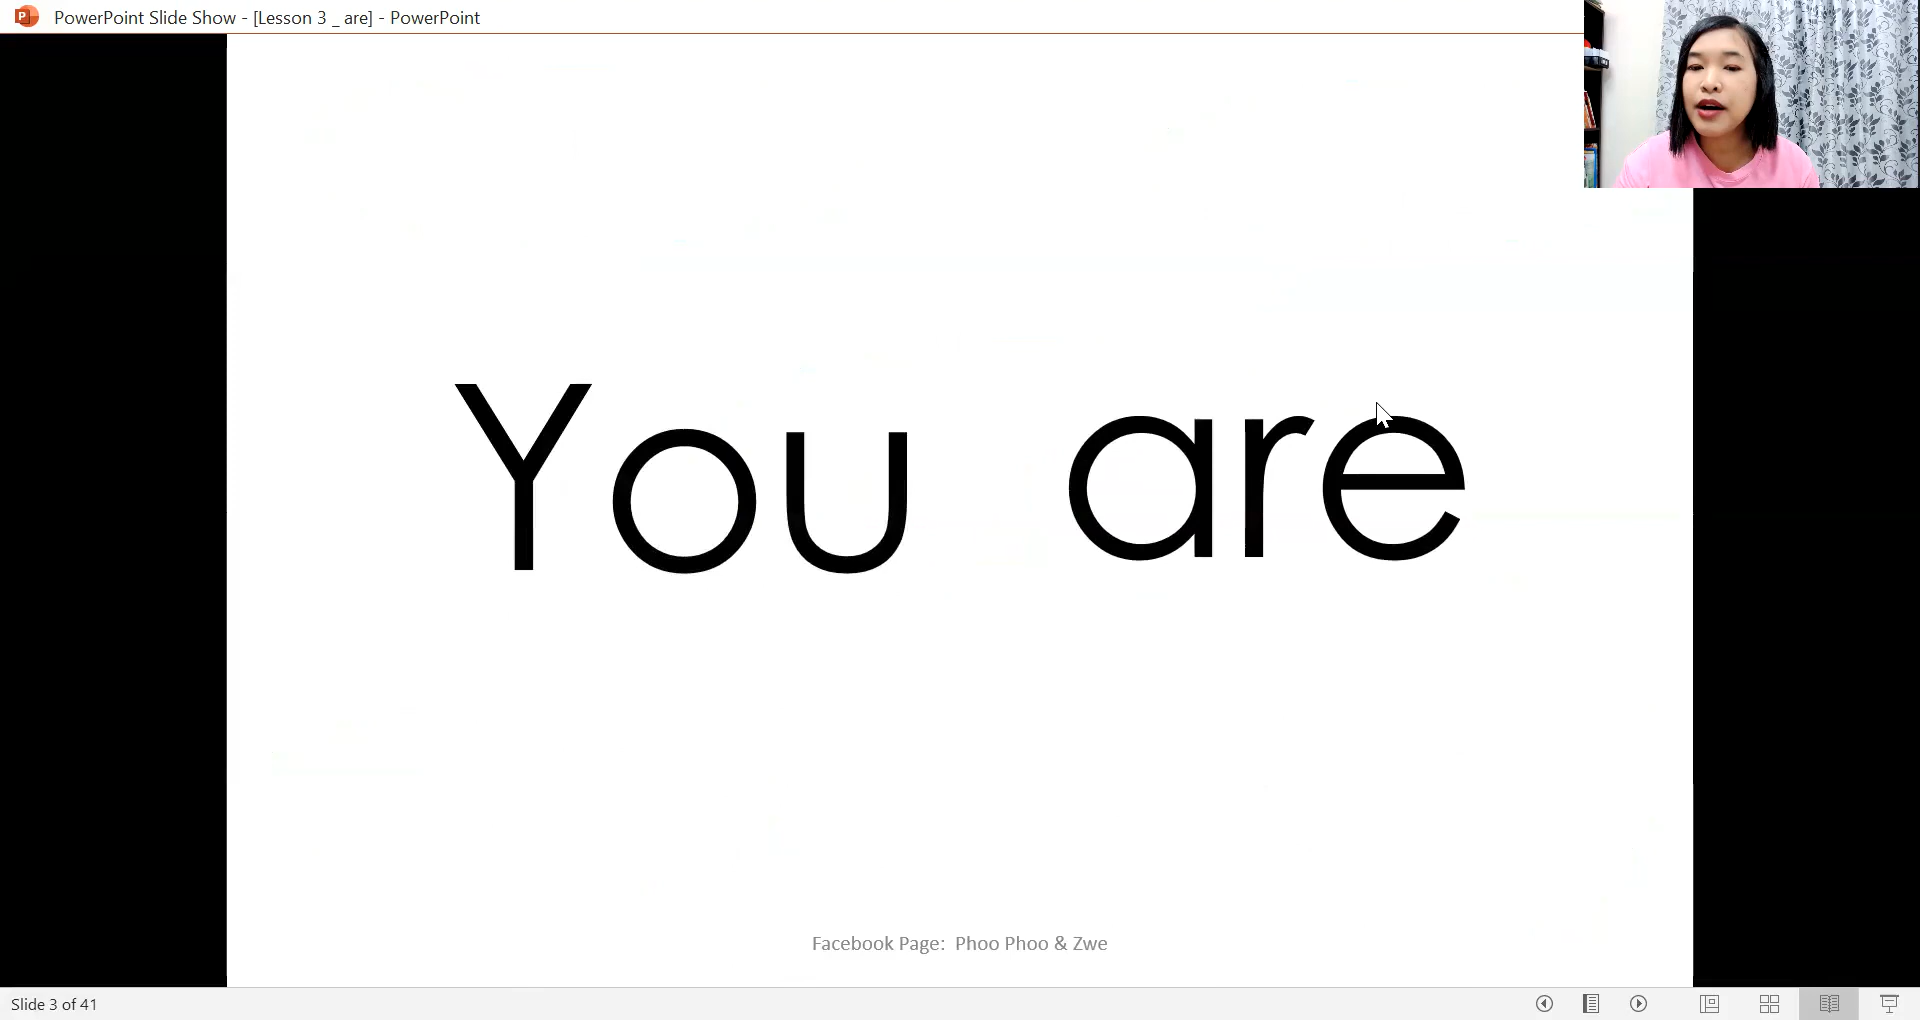 PowerPoint Slide Show - [Lesson 3 _ are] - PowerPoint
You are
Facebook Page: Phoo Phoo & Zwe
Slide 3 of 41